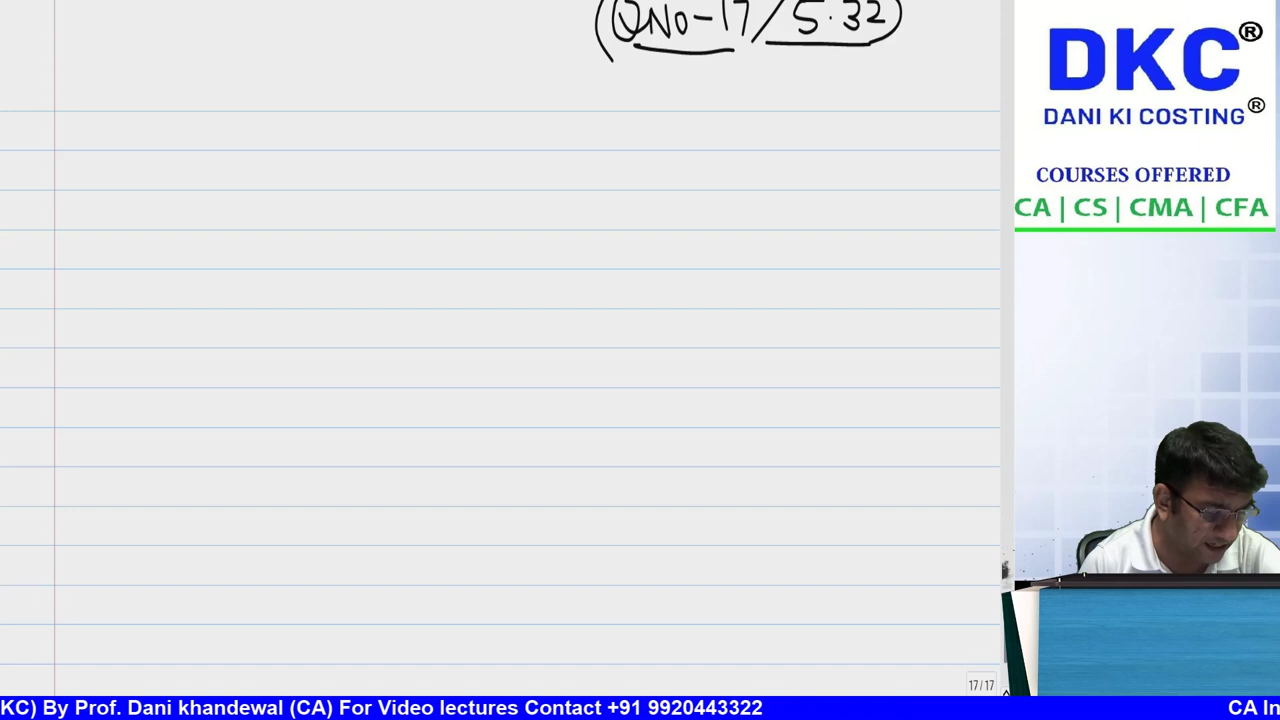 (QNo-17/5.32)
DKC®
DANI KI COSTING®
COURSES OFFERED
CA | CS | CMA | CFA
17/17
KC) By Prof. Dani khandewal (CA) For Video lectures Contact +91 9920443322
CA In